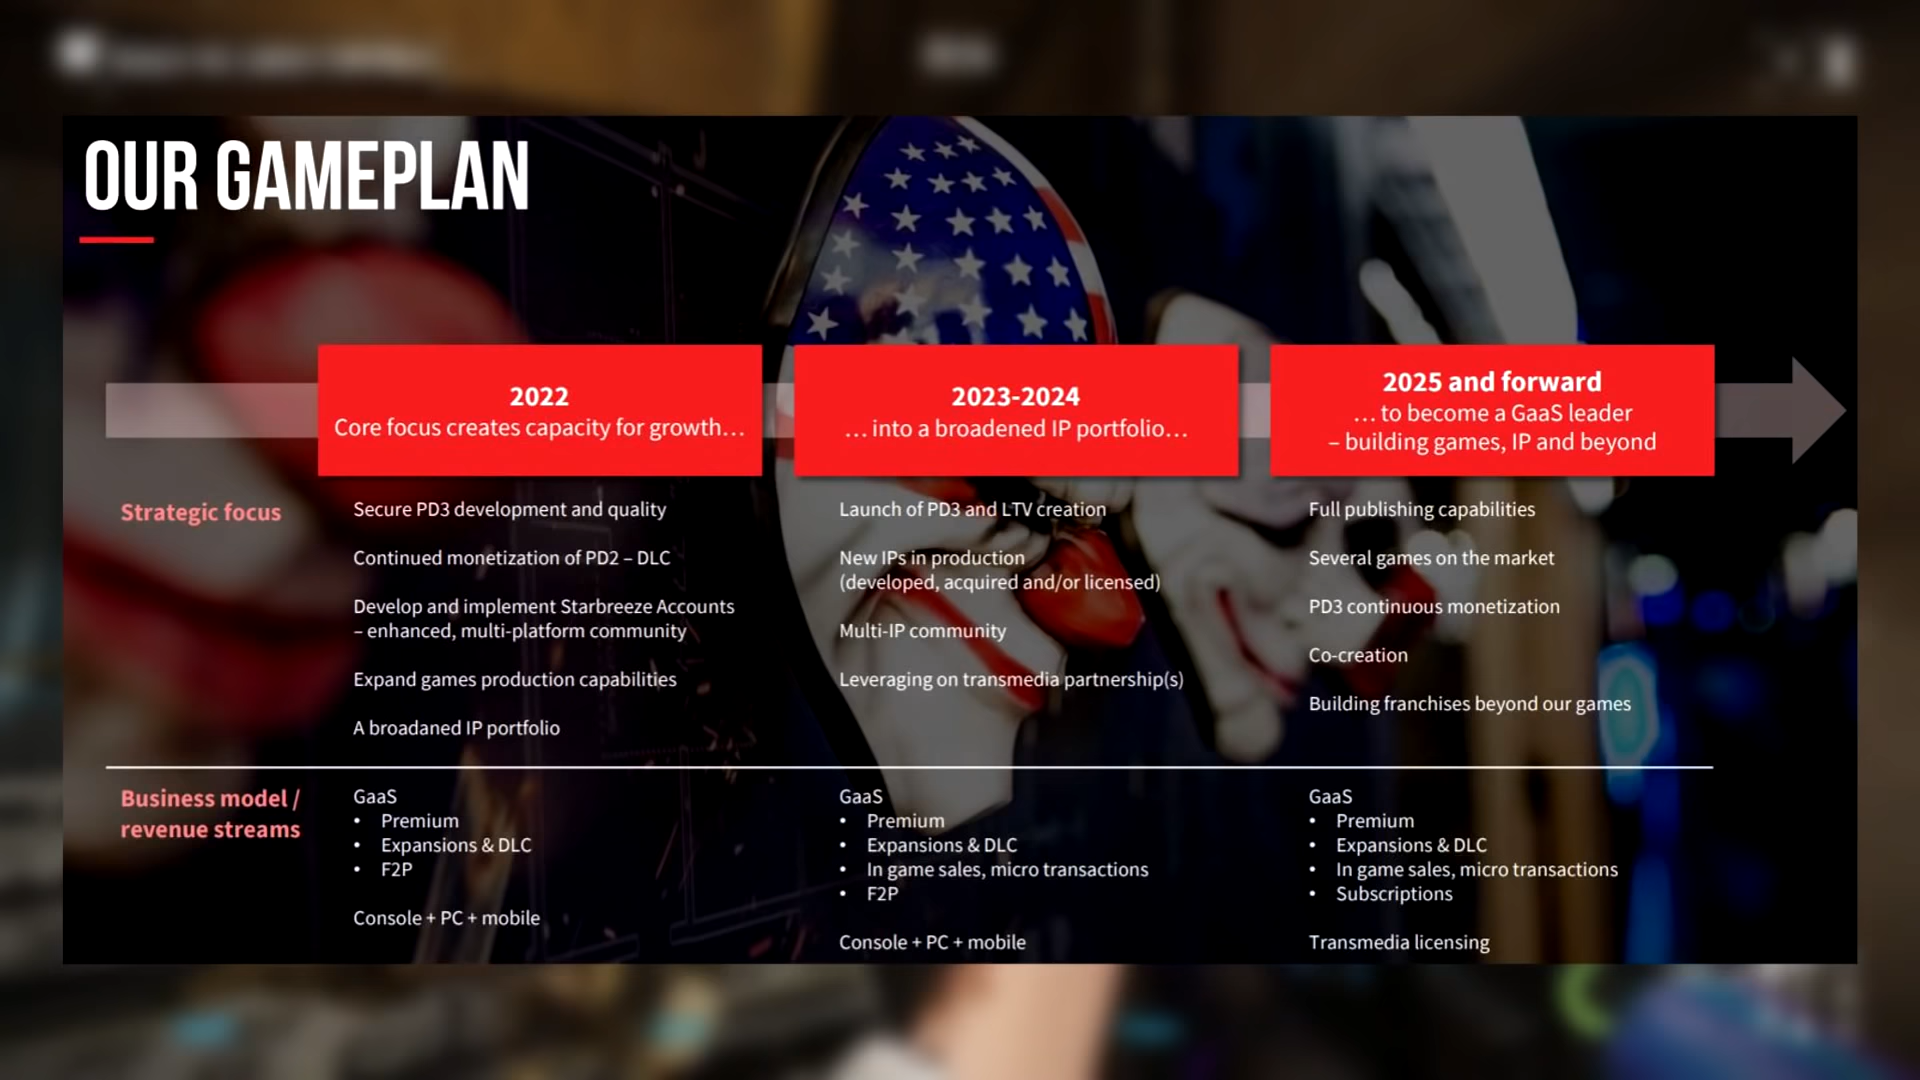 OUR GAMEPLAN
2022
Core focus creates capacity for growth...
2023-2024
... into a broadened IP portfolio...
2025 and forward
... to become a GaaS leader
– building games, IP and beyond
Strategic focus
Secure PD3 development and quality
Continued monetization of PD2 – DLC
Develop and implement Starbreeze Accounts
– enhanced, multi-platform community
Expand games production capabilities
A broadaned IP portfolio
Launch of PD3 and LTV creation
New IPs in production
(developed, acquired and/or licensed)
Multi-IP community
Leveraging on transmedia partnership(s)
Full publishing capabilities
Several games on the market
PD3 continuous monetization
Co-creation
Building franchises beyond our games
Business model /
revenue streams
GaaS
• Premium
• Expansions & DLC
• F2P
Console + PC + mobile
GaaS
• Premium
• Expansions & DLC
• In game sales, micro transactions
• F2P
Console + PC + mobile
GaaS
• Premium
• Expansions & DLC
• In game sales, micro transactions
• Subscriptions
Transmedia licensing